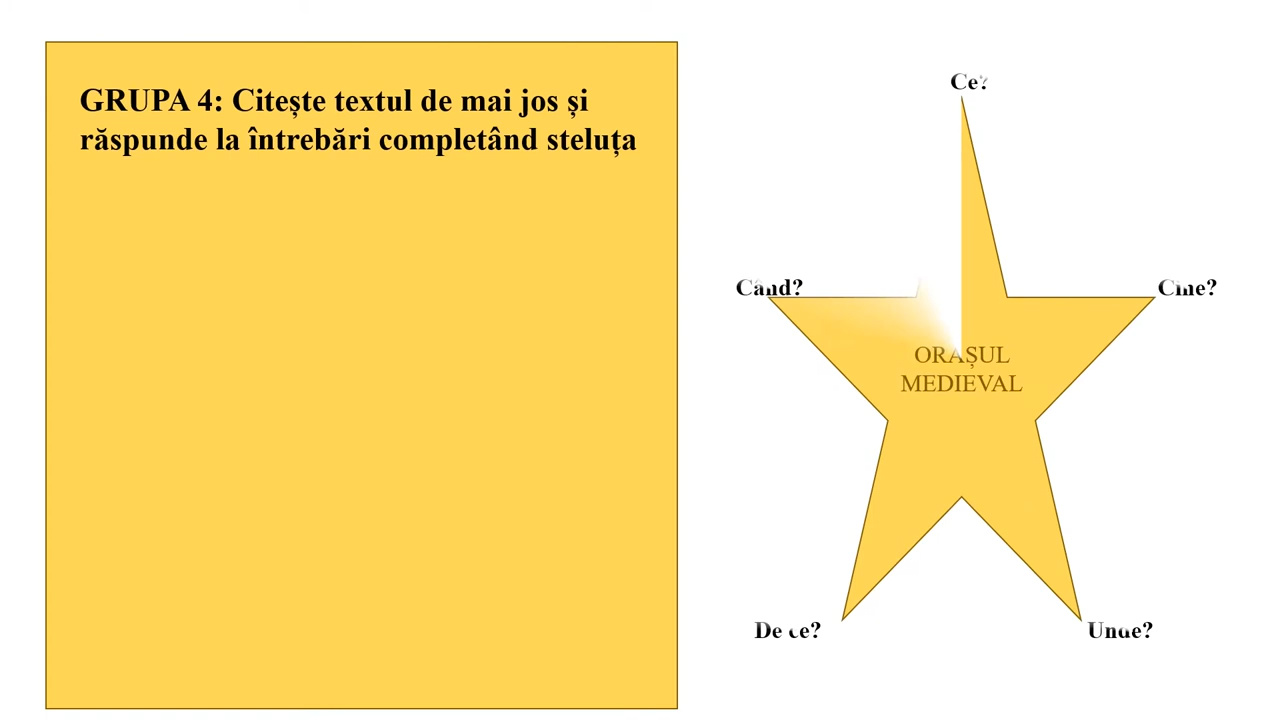 GRUPA 4: Citește textul de mai jos și
răspunde la întrebări completând steluța
Ce?
Când?
Cine?
ORAȘUL
MEDIEVAL
De ce?
Unde?